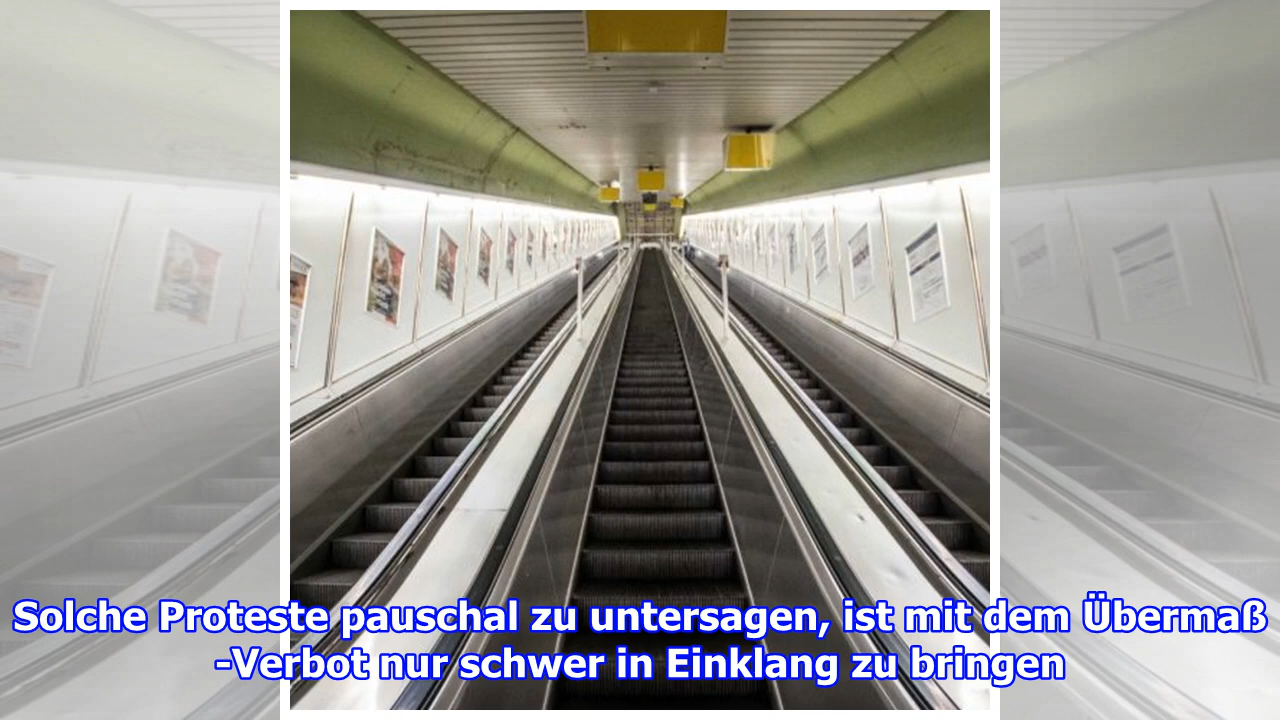 Solche Proteste pauschal zu untersagen, ist mit dem Übermaß
-Verbot nur schwer in Einklang zu bringen